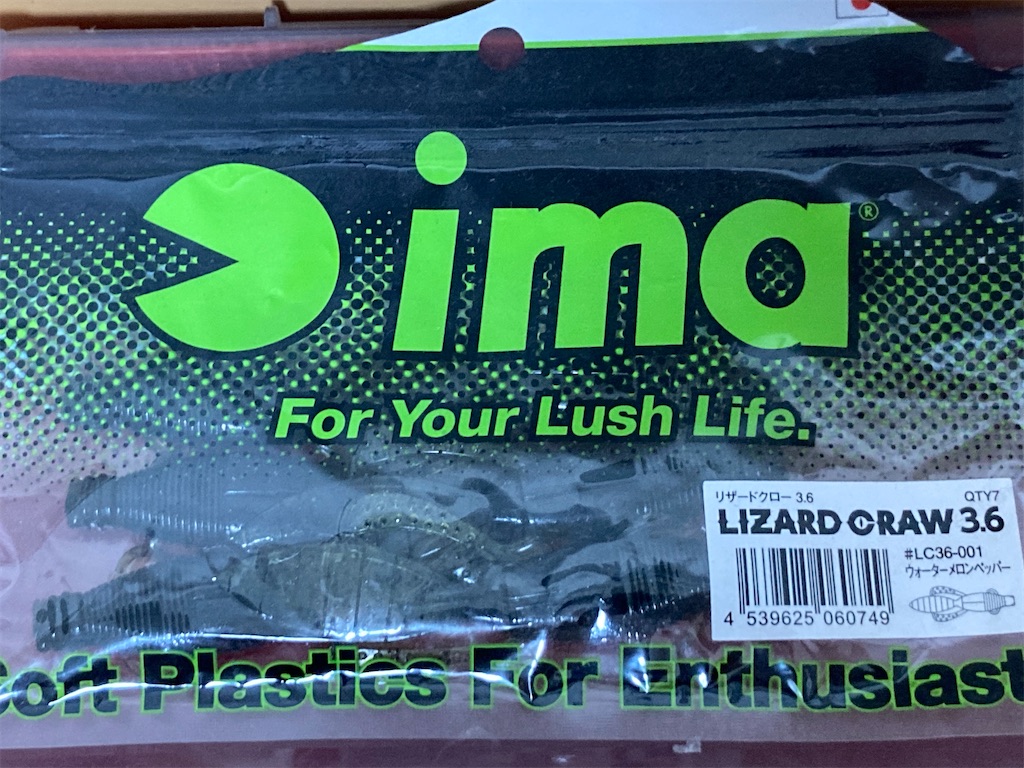 ima®
For Your Lush Life.
リザードクロー 3.6 QTY7
LIZARD CRAW 3.6
#LC36-001
ウォーターメロンペッパー
4 539625 060749
Soft Plastics For Enthusiast